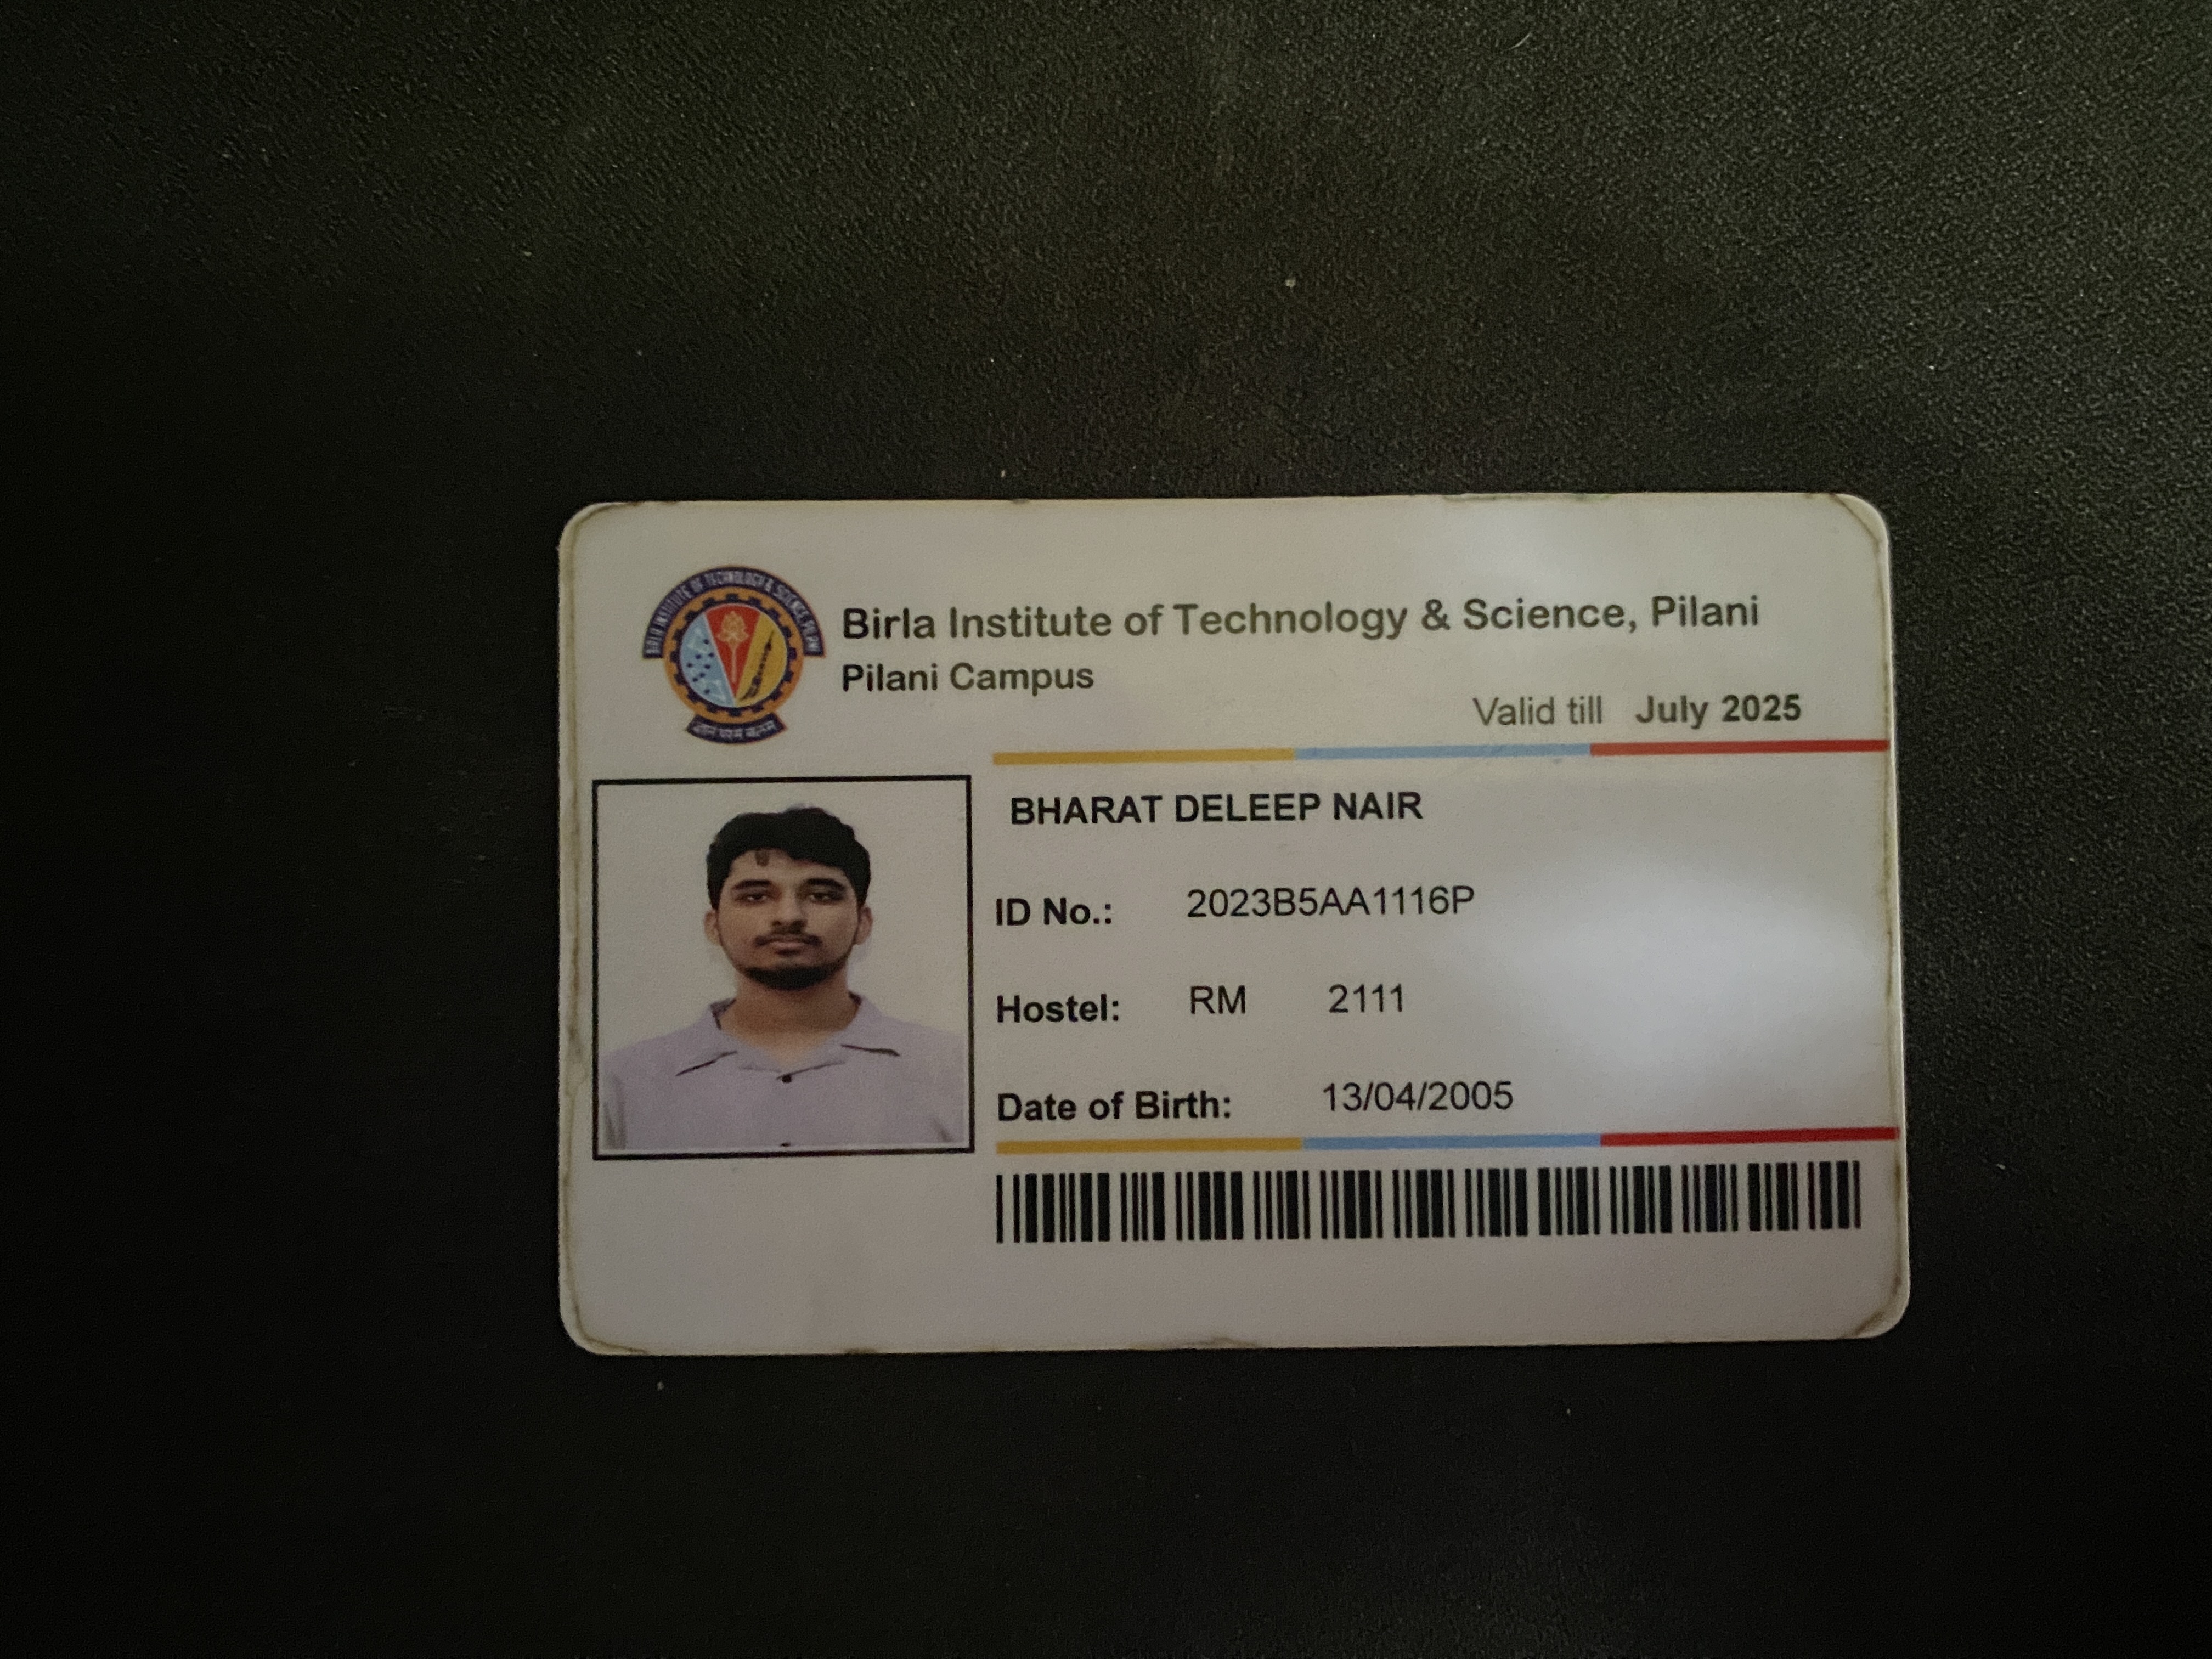 BIRLA INSTITUTE OF TECHNOLOGY & SCIENCE, PILANI
Birla Institute of Technology & Science, Pilani
Pilani Campus
ज्ञानं परमं बलम्
Valid till July 2025
BHARAT DELEEP NAIR
ID No.: 2023B5AA1116P
Hostel: RM 2111
Date of Birth: 13/04/2005